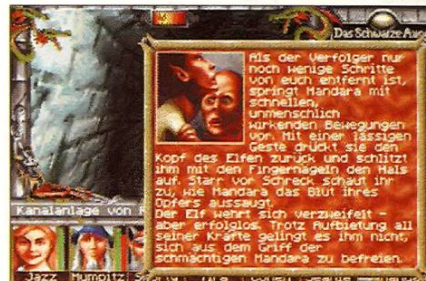 Das Schwarze Auge
Als der Verfolger nur
noch wenige Schritte
von euch entfernt ist,
springt Mandara mit
schnellen,
unmenschlich
wirkenden Bewegungen
vor. Mit einer lässigen
Geste drückt sie den
Kopf des Elfen zurück und schlitzt
ihm mit den Fingernägeln den Hals
auf. Starr vor Schreck schaut ihr
zu, wie Mandara das Blut ihres
Opfers aussaugt.
Der Elf wehrt sich verzweifelt -
aber erfolglos. Trotz Aufbietung all
seiner Kräfte gelingt es ihm nicht,
sich aus dem Griff der
schmächtigen Mandara zu befreien.
Kanalanlage von
Jazz Mumpitz